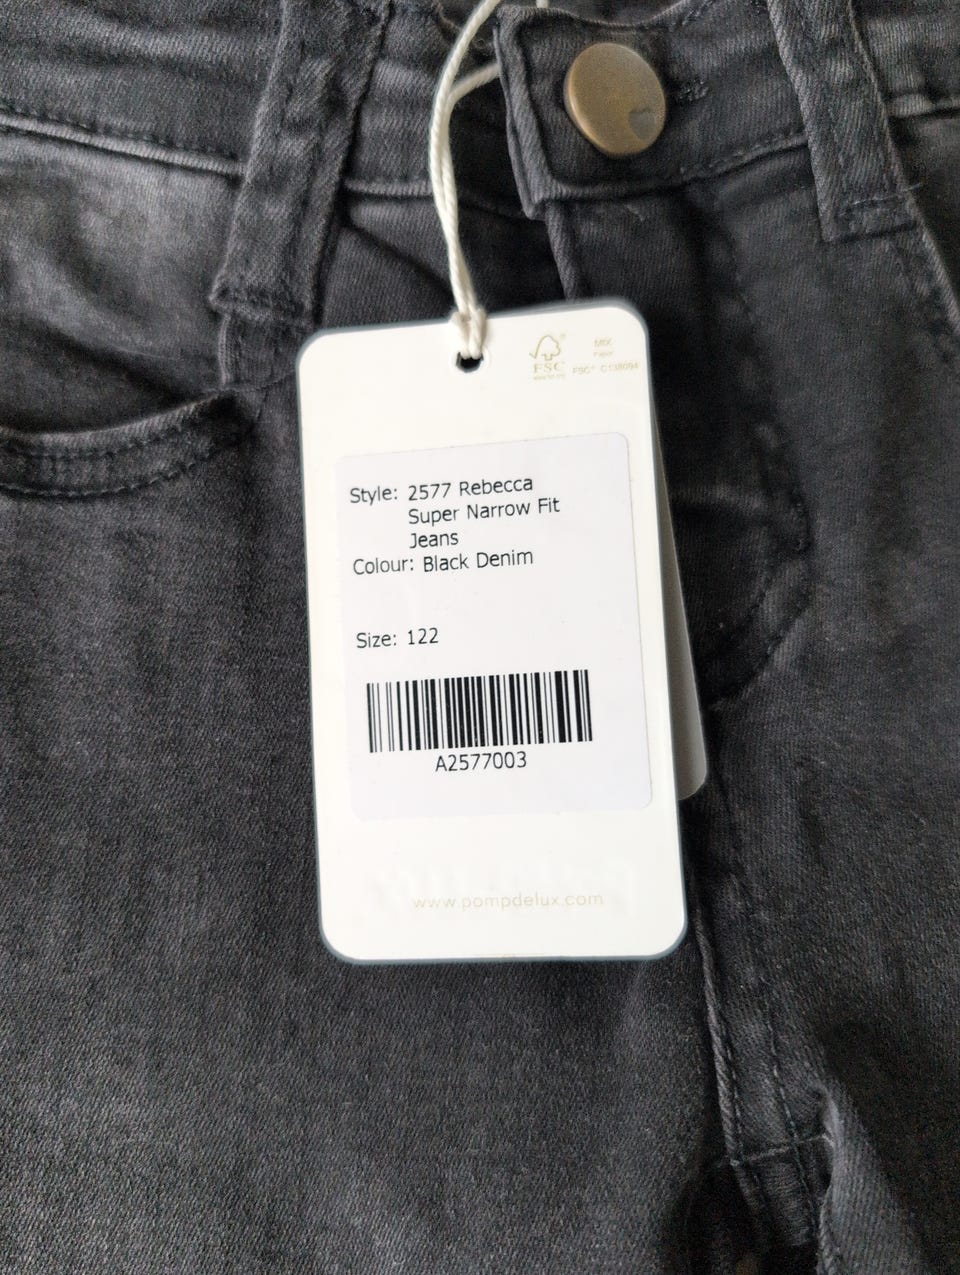 FSC®
MIX
Paper
FSC® C138094
Style: 2577 Rebecca
Super Narrow Fit
Jeans
Colour: Black Denim
Size: 122
A2577003
www.pompdelux.com